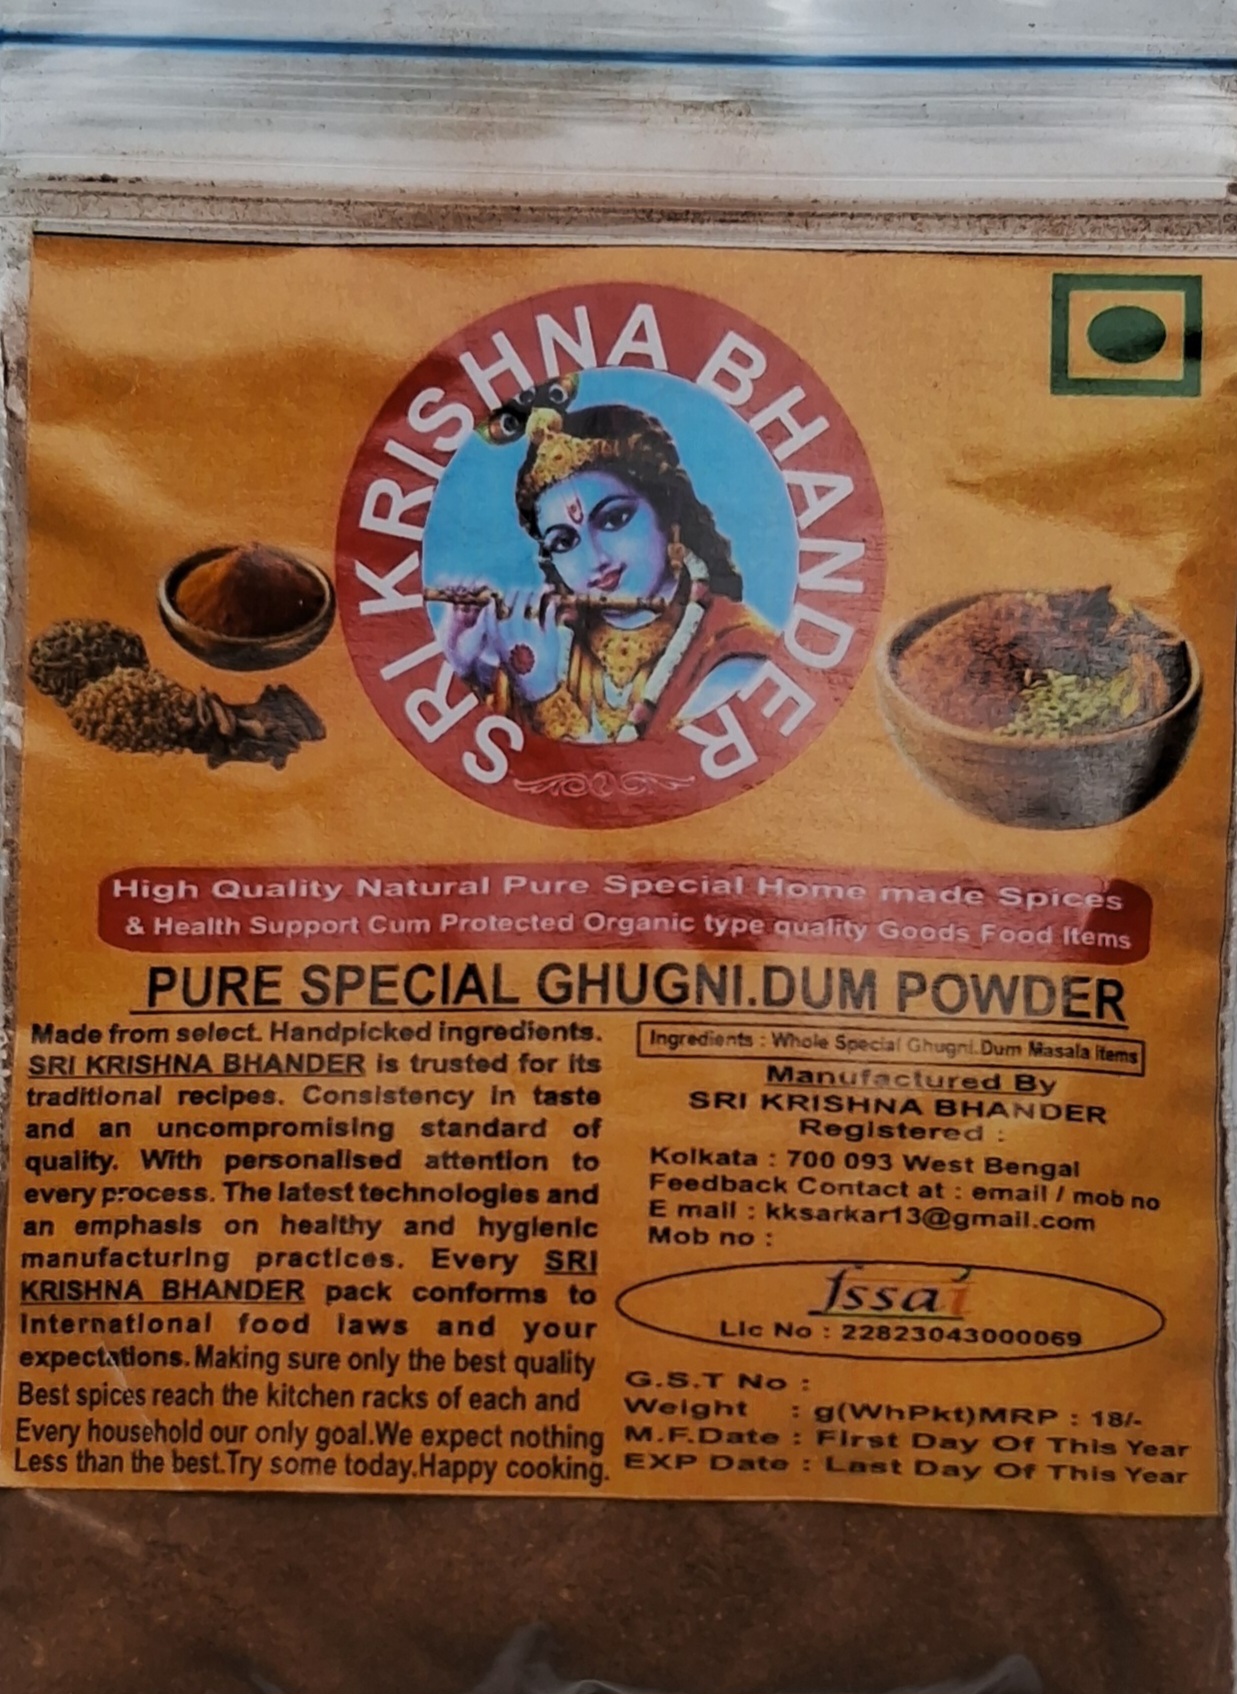 SRI KRISHNA BHANDER
High Quality Natural Pure Special Home made Spices
& Health Support Cum Protected Organic type quality Goods Food Items
PURE SPECIAL GHUGNI.DUM POWDER
Made from select. Handpicked ingredients.
SRI KRISHNA BHANDER is trusted for its
traditional recipes. Consistency in taste
and an uncompromising standard of
quality. With personalised attention to
every process. The latest technologies and
an emphasis on healthy and hygienic
manufacturing practices. Every SRI
KRISHNA BHANDER pack conforms to
International food laws and your
expectations. Making sure only the best quality
Best spices reach the kitchen racks of each and
Every household our only goal.We expect nothing
Less than the best.Try some today.Happy cooking.
Ingredients : Whole Special Ghugni.Dum Masala items
Manufactured By
SRI KRISHNA BHANDER
Registered :
Kolkata : 700 093 West Bengal
Feedback Contact at : email / mob no
E mail : kksarkar13@gmail.com
Mob no :
fssai
Lic No : 22823043000069
G.S.T No :
Weight : g(WhPkt)MRP : 18/-
M.F.Date : First Day Of This Year
EXP Date : Last Day Of This Year